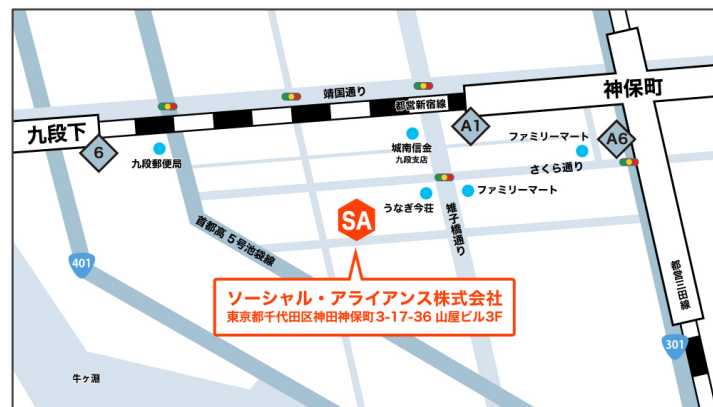 靖国通り
都営新宿線
神保町
九段下
6
A1
A6
九段郵便局
城南信金
九段支店
ファミリーマート
さくら通り
うなぎ今荘
ファミリーマート
SA
首都高 5号池袋線
雉子橋通り
401
都営三田線
ソーシャル・アライアンス株式会社
東京都千代田区神田神保町3-17-36 山屋ビル3F
301
牛ヶ淵